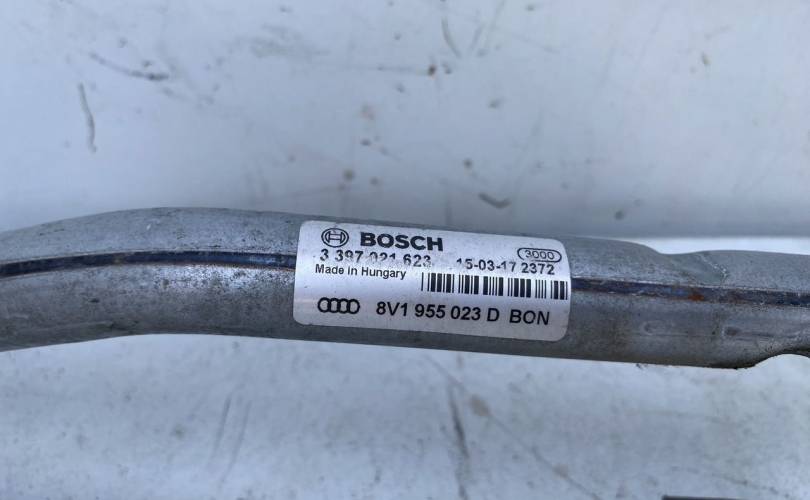 BOSCH
3 397 021 623 15-03-17 2372
3000
Made in Hungary
8V1 955 023 D BON